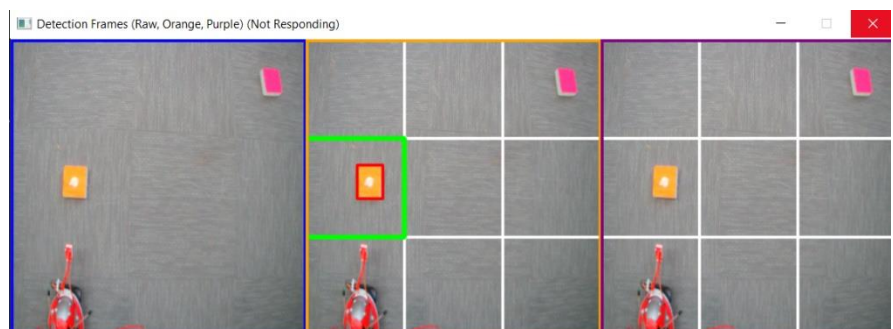 Detection Frames (Raw, Orange, Purple) (Not Responding)